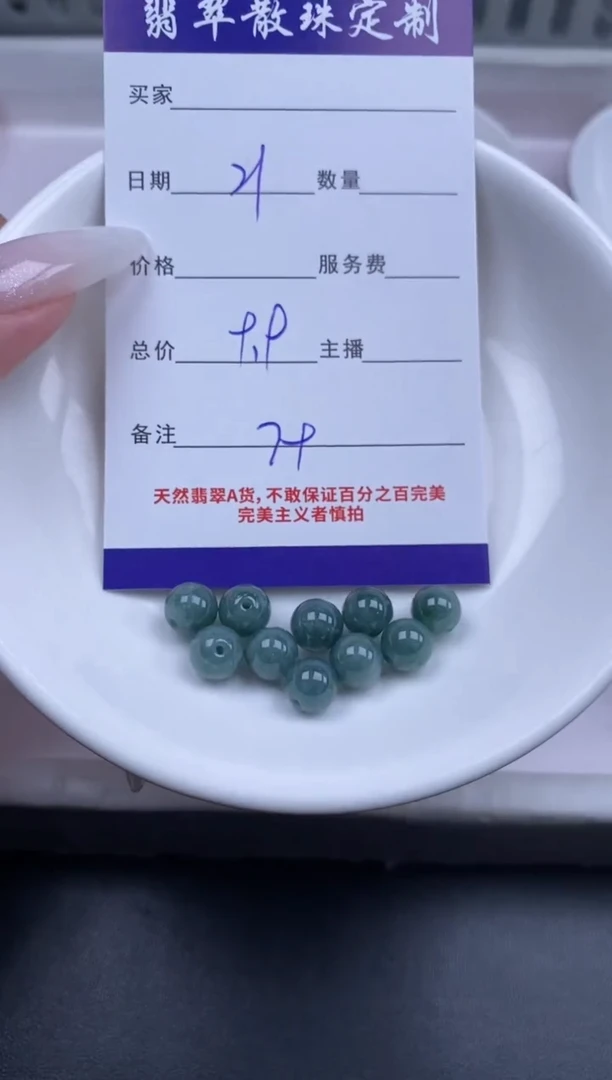 翡翠散珠定制
买家
日期 数量
价格 服务费
总价 主播
备注
天然翡翠A货,不敢保证百分之百完美
完美主义者慎拍